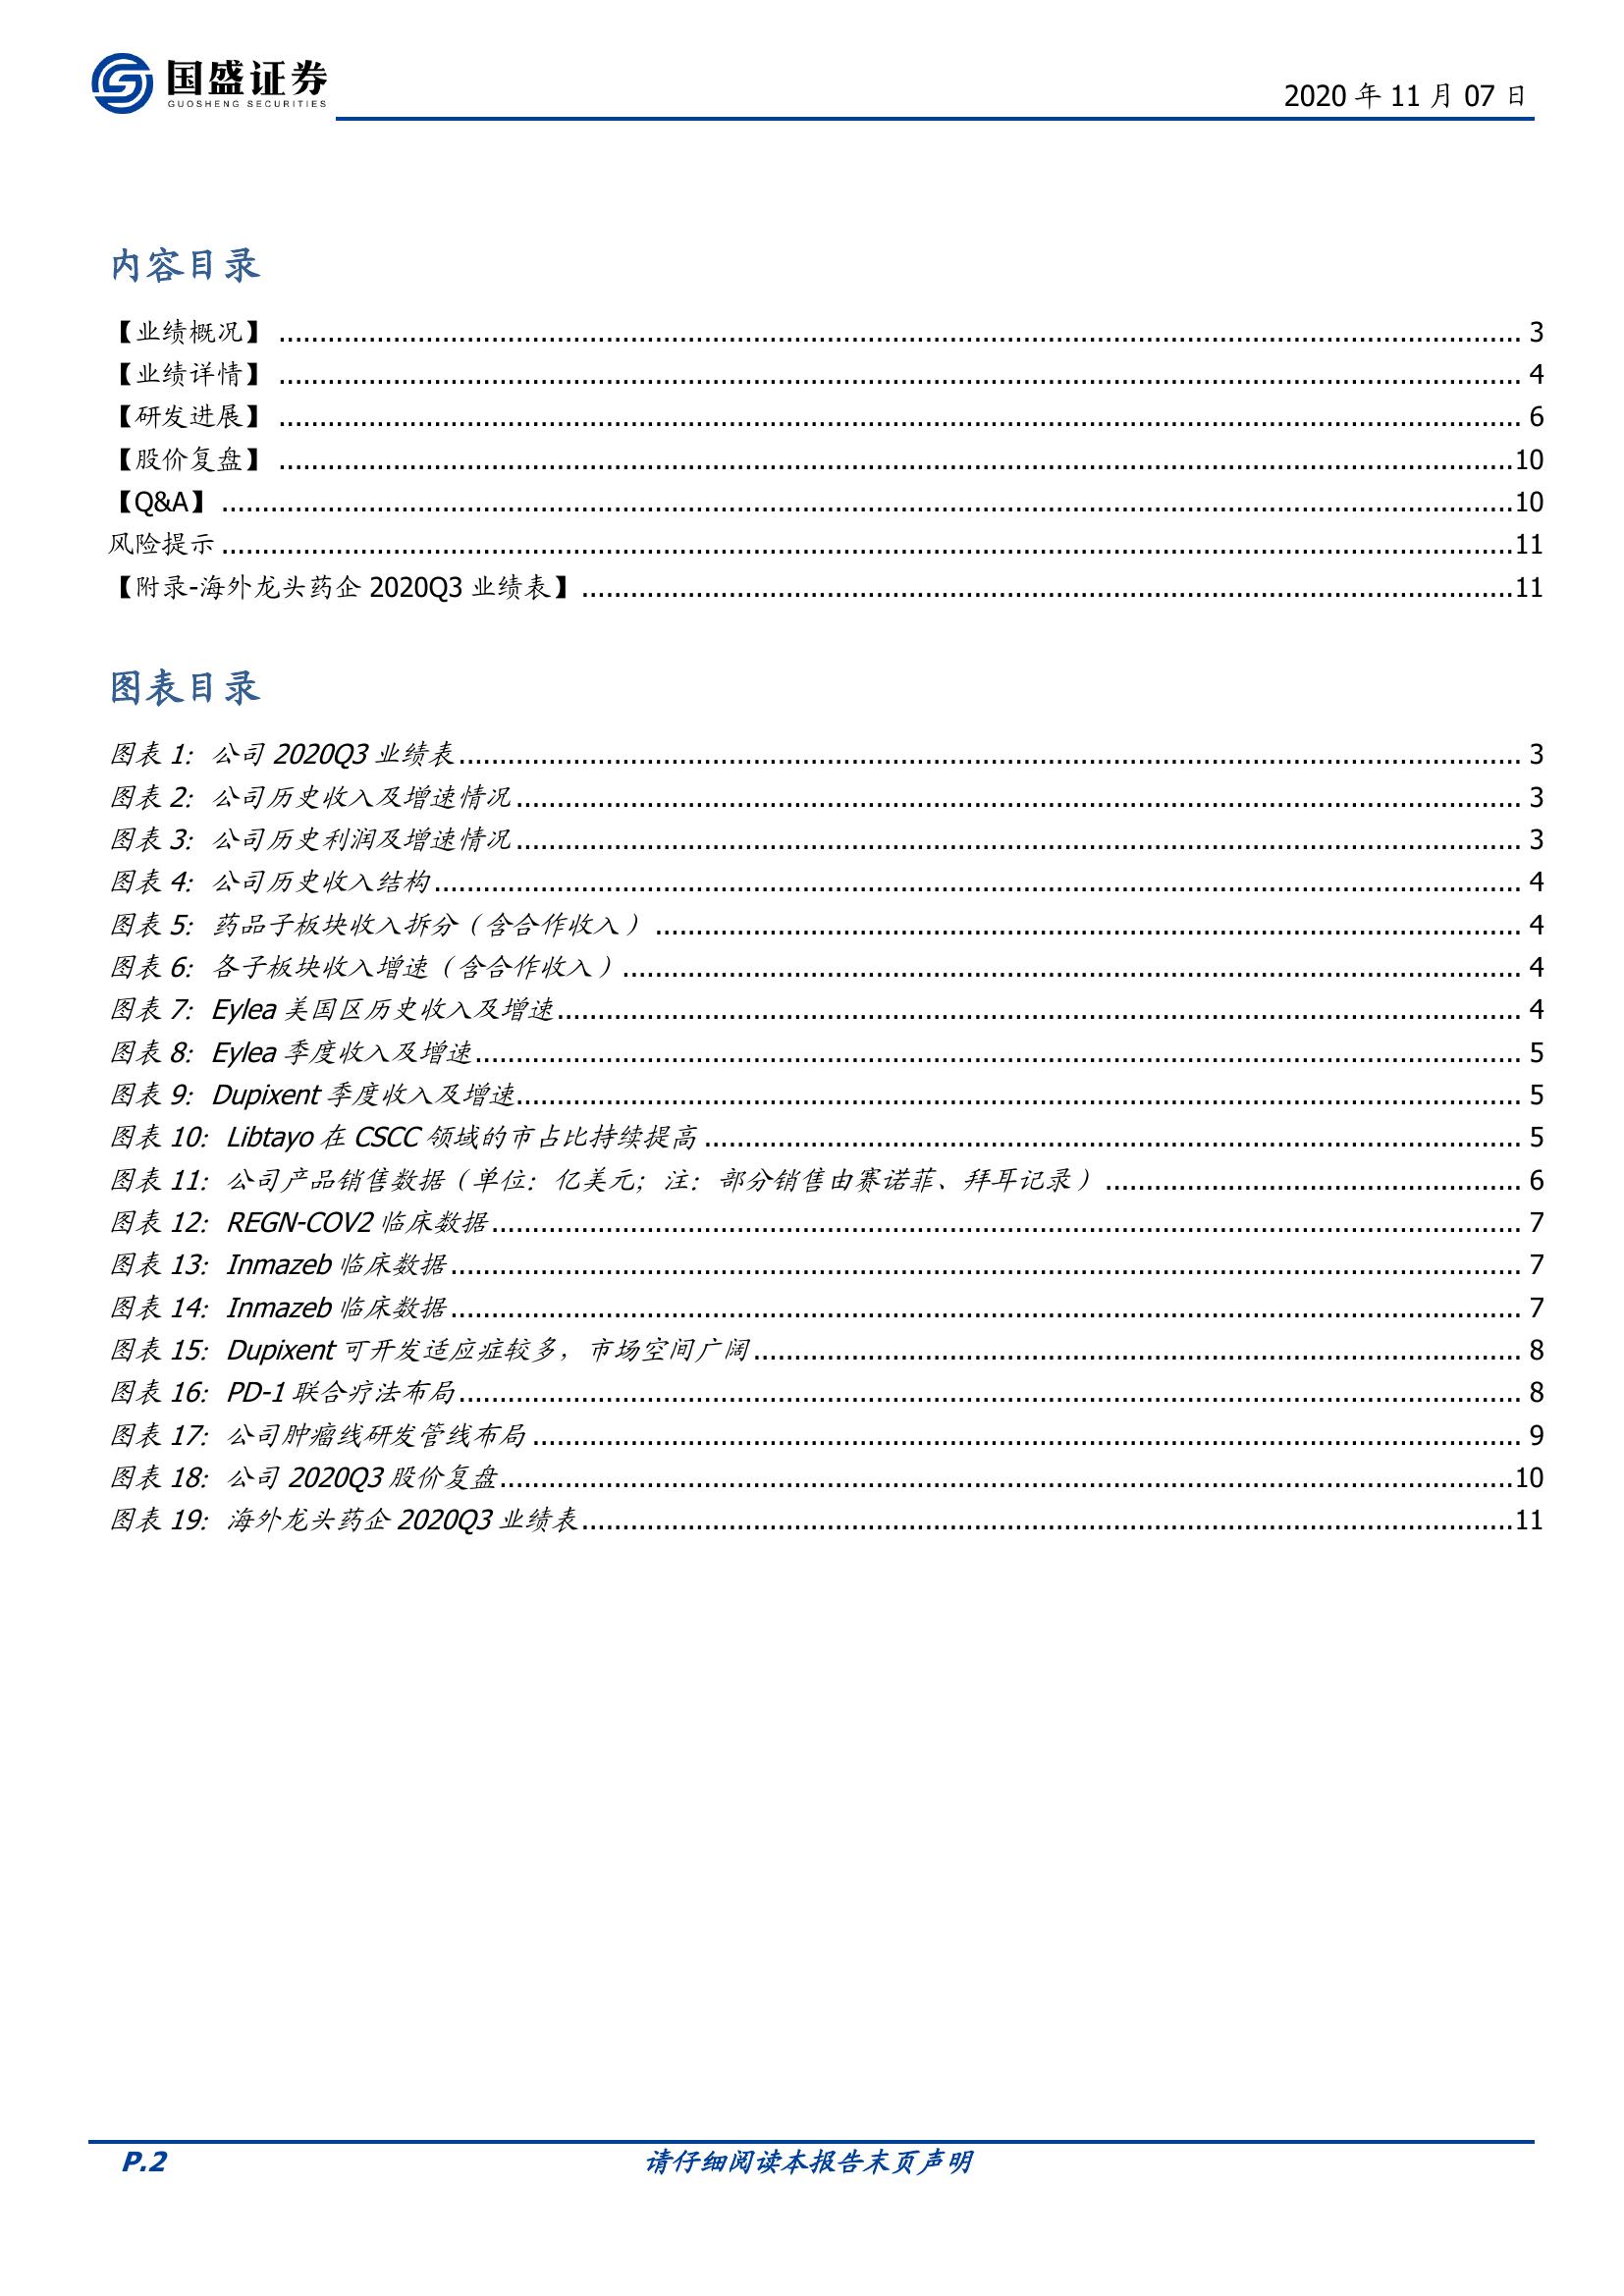 国盛证券
GUOSHENG SECURITIES
2020 年 11 月 07 日
内容目录
【业绩概况】 ........ 3
【业绩详情】 ........ 4
【研发进展】 ........ 6
【股价复盘】 ........ 10
【Q&A】 ........ 10
风险提示 ........ 11
【附录-海外龙头药企 2020Q3 业绩表】 ........ 11
图表目录
图表 1: 公司 2020Q3 业绩表 ........ 3
图表 2: 公司历史收入及增速情况 ........ 3
图表 3: 公司历史利润及增速情况 ........ 3
图表 4: 公司历史收入结构 ........ 4
图表 5: 药品子板块收入拆分（含合作收入） ........ 4
图表 6: 各子板块收入增速（含合作收入） ........ 4
图表 7: Eylea 美国区历史收入及增速 ........ 4
图表 8: Eylea 季度收入及增速 ........ 5
图表 9: Dupixent 季度收入及增速 ........ 5
图表 10: Libtayo 在 CSCC 领域的市占比持续提高 ........ 5
图表 11: 公司产品销售数据（单位：亿美元；注：部分销售由赛诺菲、拜耳记录） ........ 6
图表 12: REGN-COV2 临床数据 ........ 7
图表 13: Inmazeb 临床数据 ........ 7
图表 14: Inmazeb 临床数据 ........ 7
图表 15: Dupixent 可开发适应症较多，市场空间广阔 ........ 8
图表 16: PD-1 联合疗法布局 ........ 8
图表 17: 公司肿瘤线研发管线布局 ........ 9
图表 18: 公司 2020Q3 股价复盘 ........ 10
图表 19: 海外龙头药企 2020Q3 业绩表 ........ 11
P.2
请仔细阅读本报告末页声明